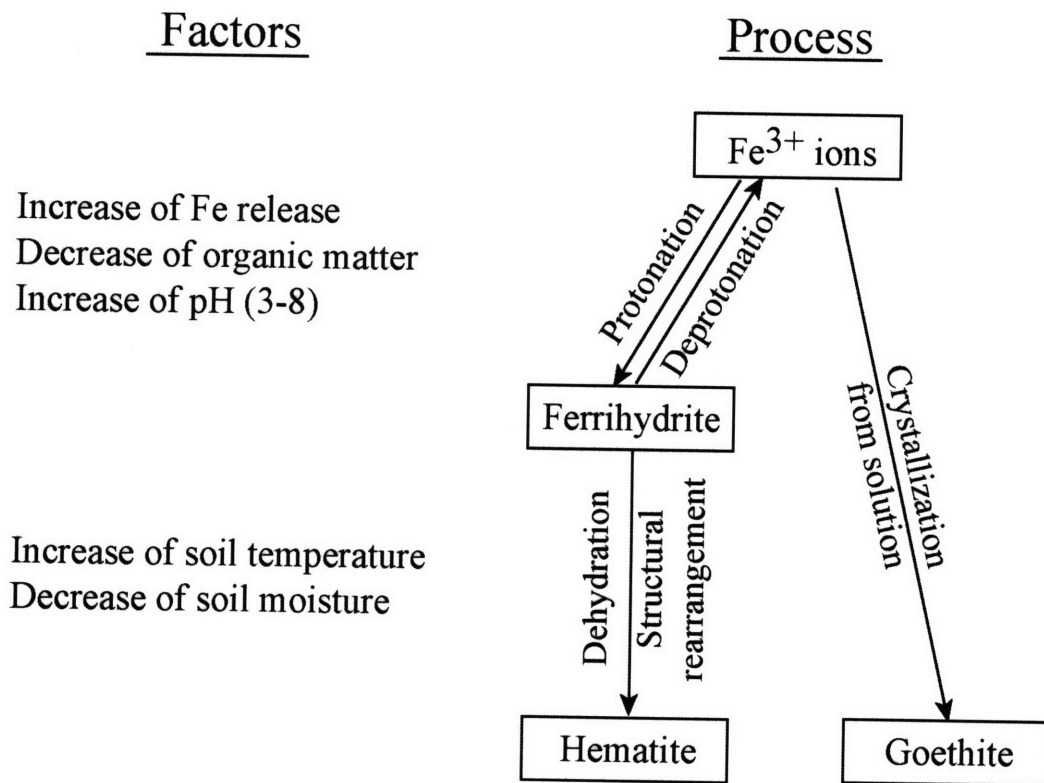 Factors
Process
Fe3+ ions
Increase of Fe release
Decrease of organic matter
Increase of pH (3-8)
Protonation
Deprotonation
Ferrihydrite
Crystallization
from solution
Increase of soil temperature
Decrease of soil moisture
Dehydration
Structural
rearrangement
Hematite
Goethite